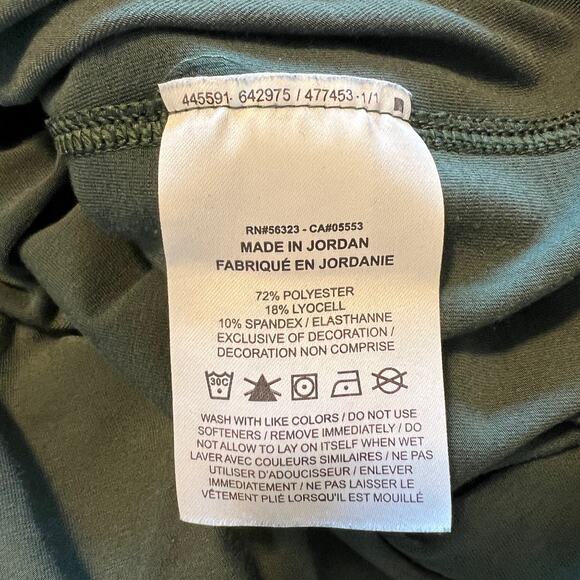 445591- 642975 / 477453-1/1
RN#56323 - CA#05553
MADE IN JORDAN
FABRIQUÉ EN JORDANIE
72% POLYESTER
18% LYOCELL
10% SPANDEX / ELASTHANNE
EXCLUSIVE OF DECORATION /
DECORATION NON COMPRISE
30C
WASH WITH LIKE COLORS / DO NOT USE
SOFTENERS / REMOVE IMMEDIATELY / DO
NOT ALLOW TO LAY ON ITSELF WHEN WET
LAVER AVEC COULEURS SIMILAIRES / NE PAS
UTILISER D'ADOUCISSEUR / ENLEVER
IMMEDIATEMENT / NE PAS LAISSER LE
VÊTEMENT PLIÉ LORSQU'IL EST MOUILLÉ